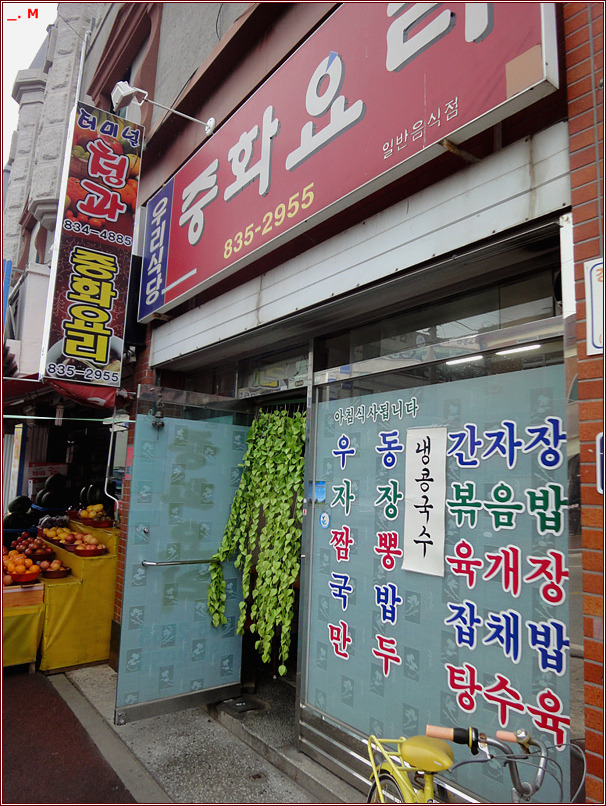 _. M
터미널
청과
834-4885
중화요리
835-2955
우리식당
중화요리
835-2955
일반음식점
아침식사됩니다
우동
자장
짬뽕
국밥
만두
냉콩국수
간자장
볶음밥
육개장
잡채밥
탕수육